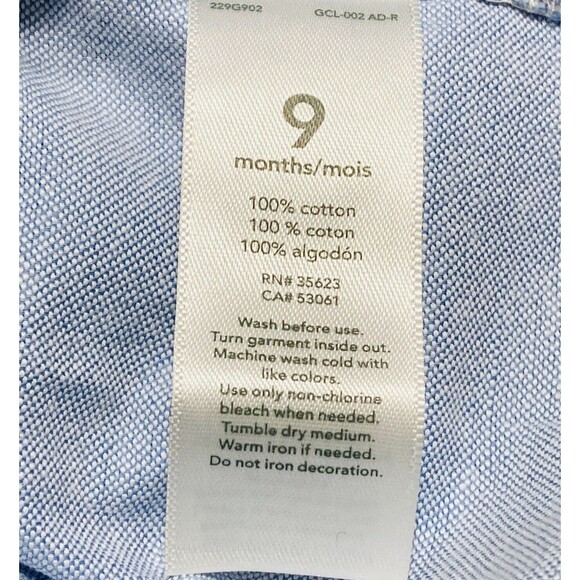 229G902 GCL-002 AD-R
9
months/mois
100% cotton
100 % coton
100% algodón
RN# 35623
CA# 53061
Wash before use.
Turn garment inside out.
Machine wash cold with
like colors.
Use only non-chlorine
bleach when needed.
Tumble dry medium.
Warm iron if needed.
Do not iron decoration.